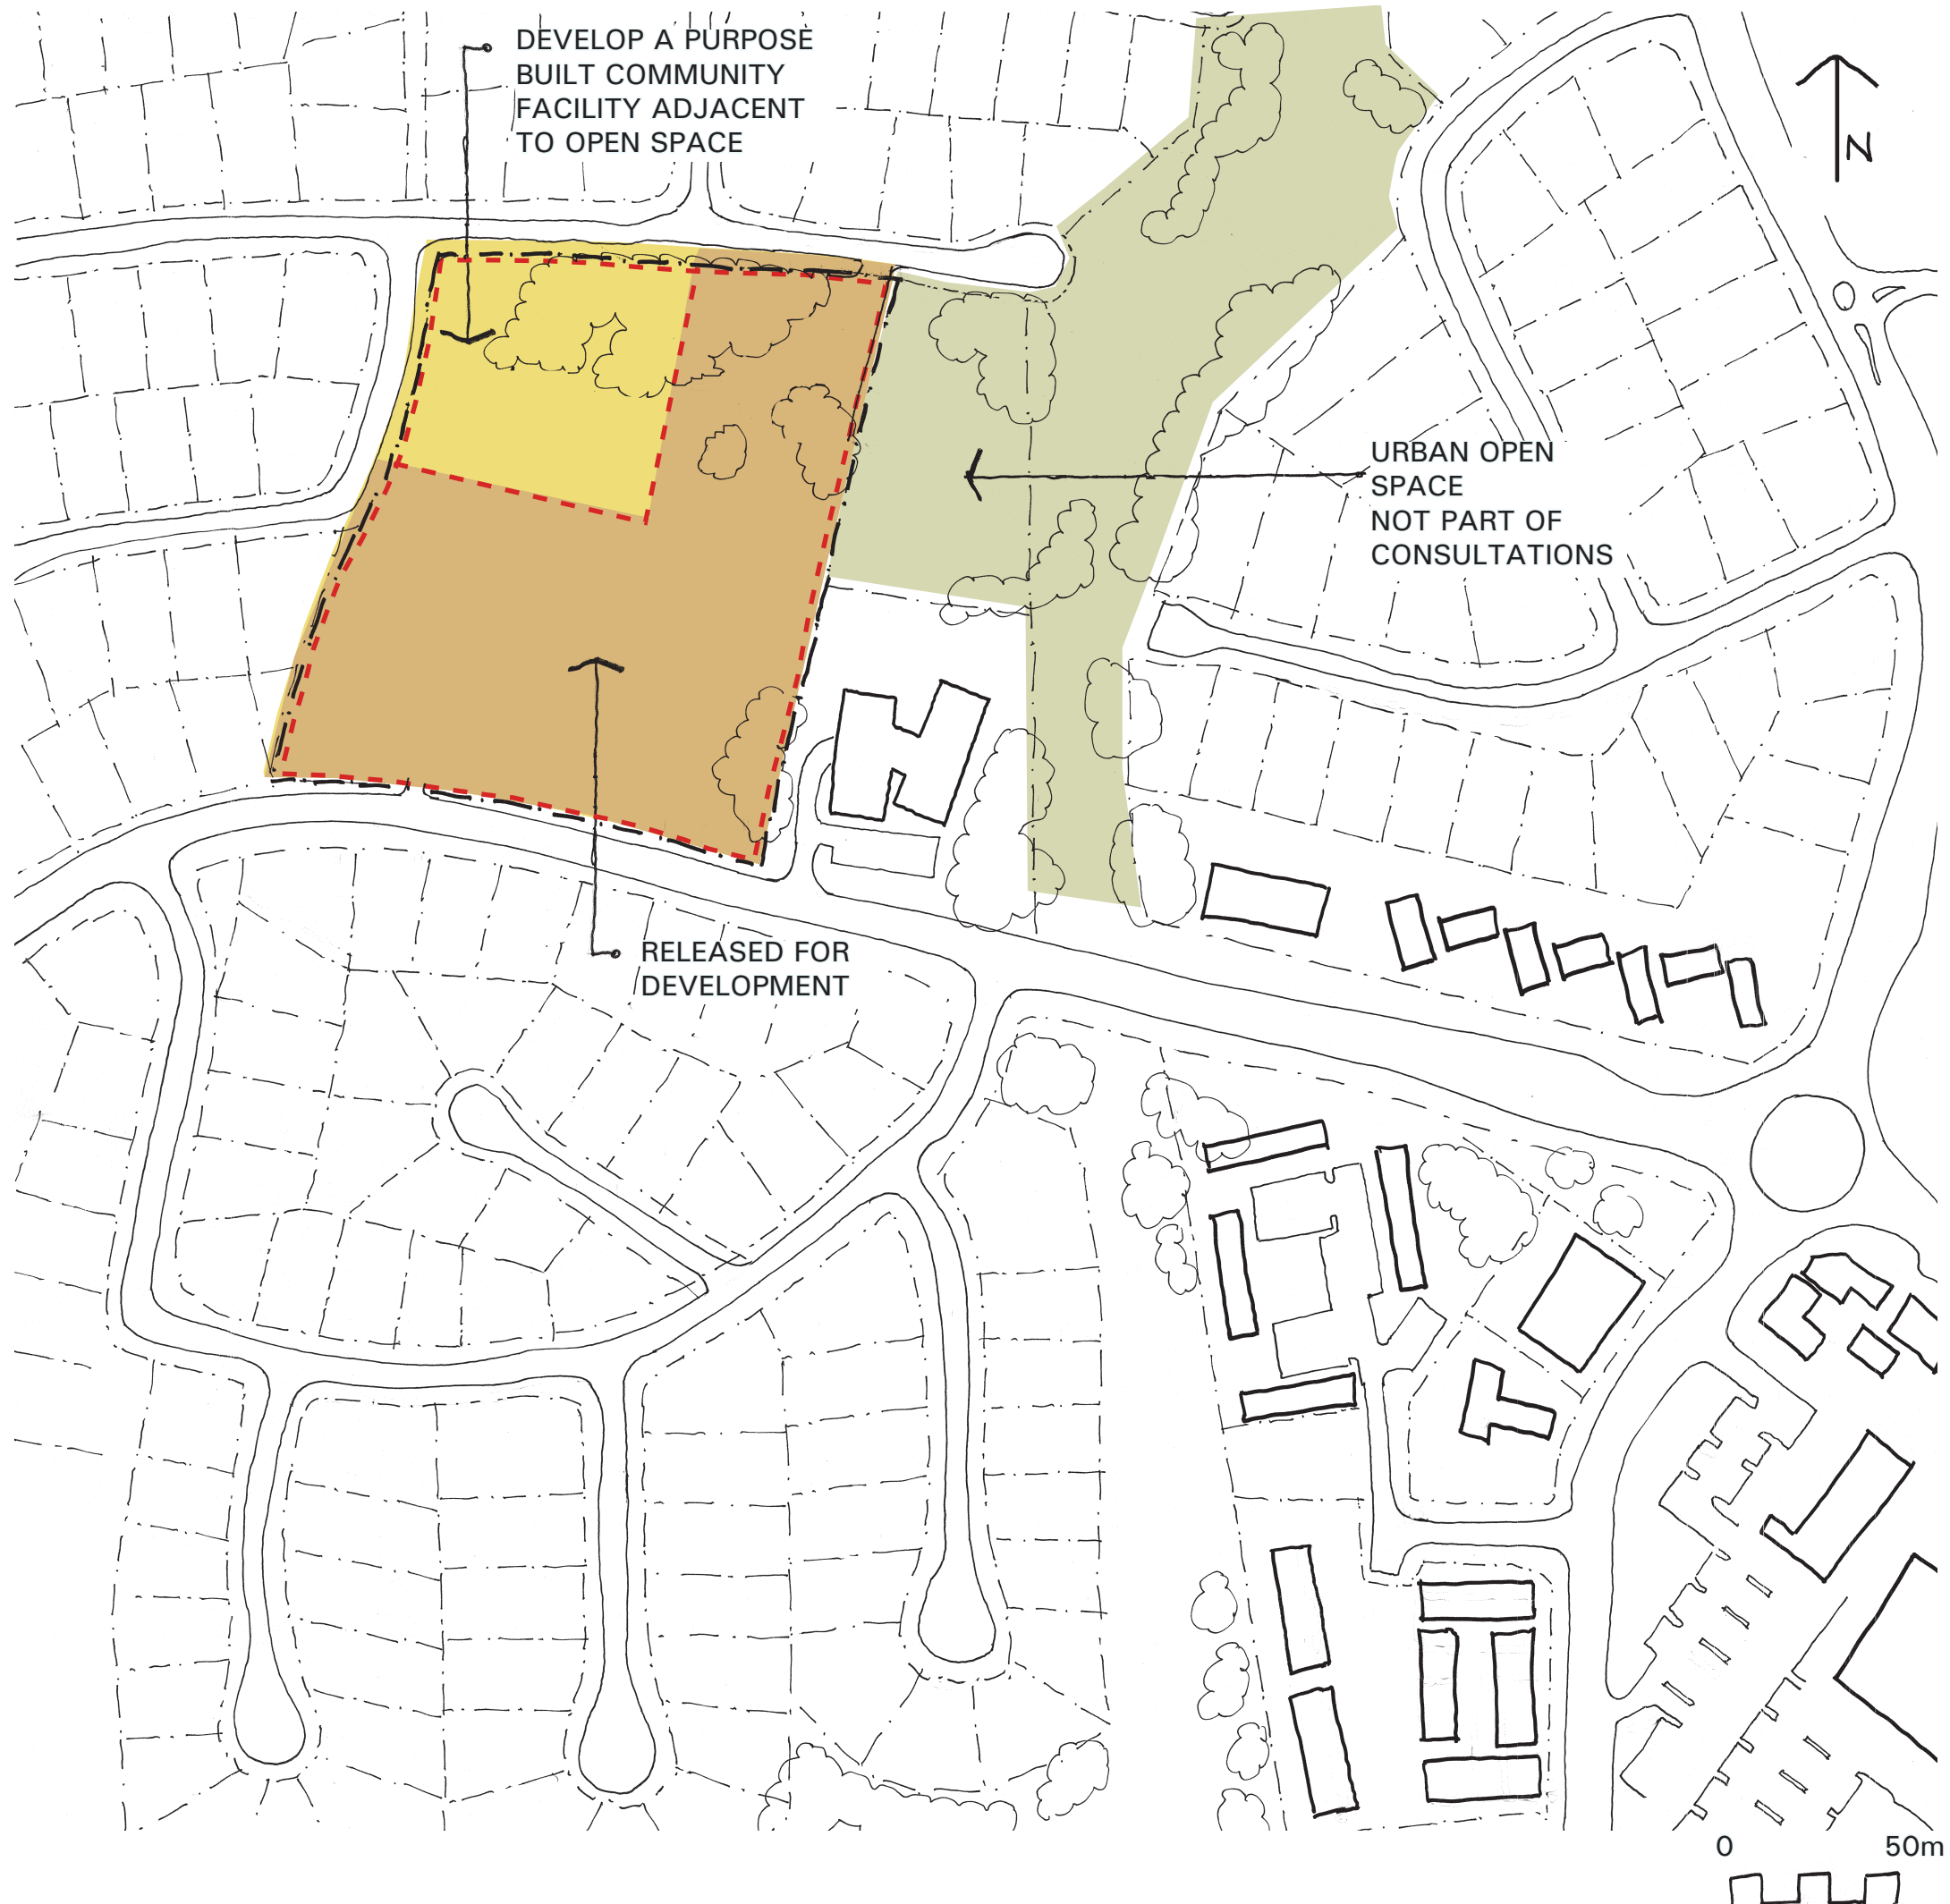 DEVELOP A PURPOSE
BUILT COMMUNITY
FACILITY ADJACENT
TO OPEN SPACE
N
URBAN OPEN
SPACE
NOT PART OF
CONSULTATIONS
RELEASED FOR
DEVELOPMENT
0 50m